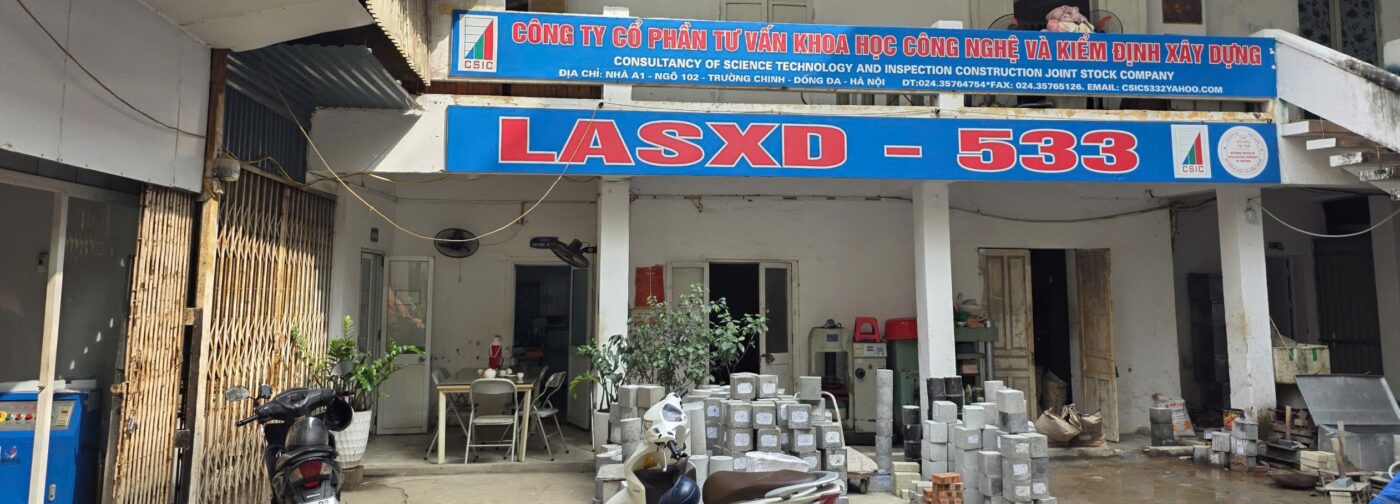 CÔNG TY CỔ PHẦN TƯ VẤN KHOA HỌC CÔNG NGHỆ VÀ KIỂM ĐỊNH XÂY DỰNG
CONSULTANCY OF SCIENCE TECHNOLOGY AND INSPECTION CONSTRUCTION JOINT STOCK COMPANY
CSIC
ĐỊA CHỈ: NHÀ A1 - NGÕ 102 - TRƯỜNG CHINH - ĐỐNG ĐA - HÀ NỘI ĐT:024.35764754*FAX: 024.35765126. EMAIL: CSIC5332YAHOO.COM
LASXD - 533
CSIC